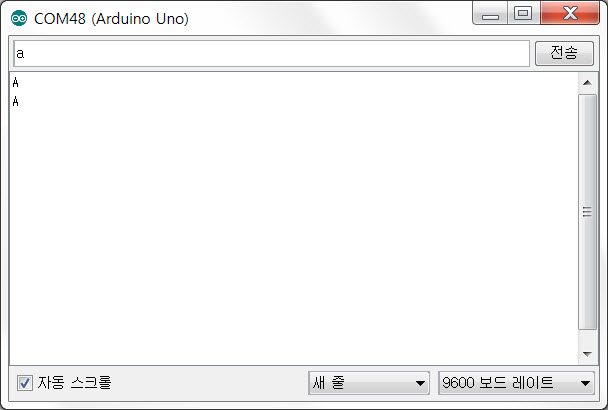 COM48 (Arduino Uno)
a
전송
A
A
자동 스크롤
새 줄
9600 보드 레이트